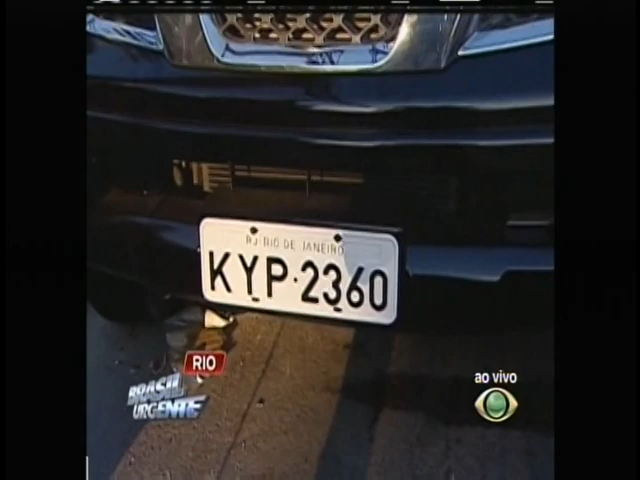 RJ-RIO DE JANEIRO
KYP·2360
RIO
BRASIL
URGENTE
ao vivo